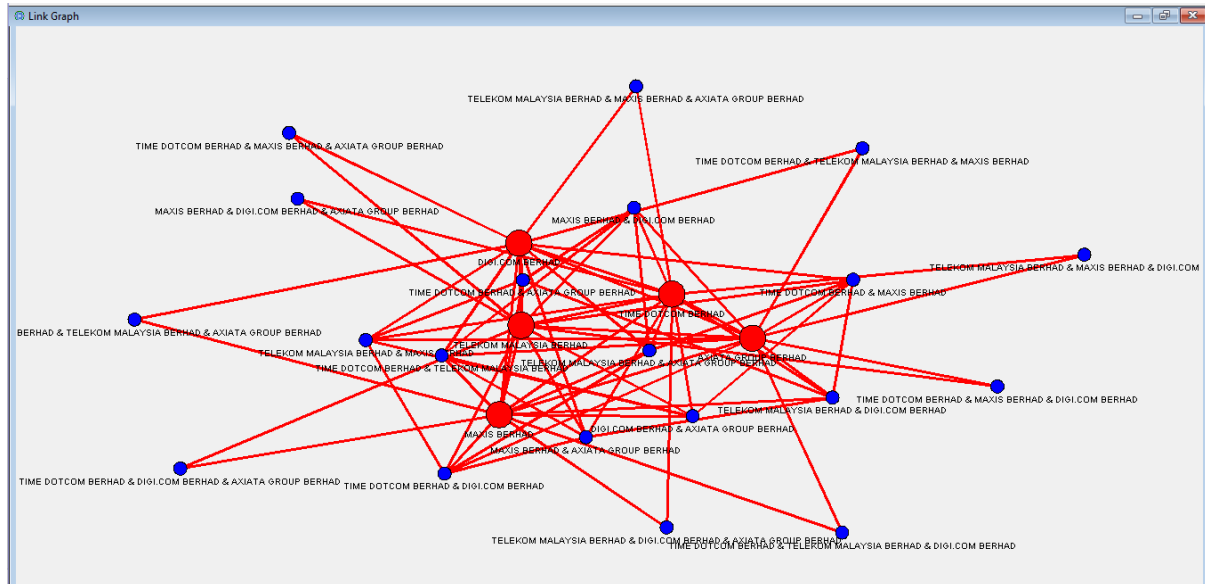 Link Graph
TELEKOM MALAYSIA BERHAD & MAXIS BERHAD & AXIATA GROUP BERHAD
TIME DOTCOM BERHAD & MAXIS BERHAD & AXIATA GROUP BERHAD
TIME DOTCOM BERHAD & TELEKOM MALAYSIA BERHAD & MAXIS BERHAD
MAXIS BERHAD & DIGI.COM BERHAD & AXIATA GROUP BERHAD
MAXIS BERHAD & DIGI.COM BERHAD
DIGI.COM BERHAD
TELEKOM MALAYSIA BERHAD & MAXIS BERHAD & DIGI.COM
TIME DOTCOM BERHAD & AXIATA GROUP BERHAD
TIME DOTCOM BERHAD & MAXIS BERHAD
TIME DOTCOM BERHAD
BERHAD & TELEKOM MALAYSIA BERHAD & AXIATA GROUP BERHAD
TELEKOM MALAYSIA BERHAD
TELEKOM MALAYSIA BERHAD & MAXIS BERHAD
AXIATA GROUP BERHAD
TELEKOM MALAYSIA BERHAD & AXIATA GROUP BERHAD
TIME DOTCOM BERHAD & TELEKOM MALAYSIA BERHAD
TIME DOTCOM BERHAD & MAXIS BERHAD & DIGI.COM BERHAD
TELEKOM MALAYSIA BERHAD & DIGI.COM BERHAD
DIGI.COM BERHAD & AXIATA GROUP BERHAD
MAXIS BERHAD
MAXIS BERHAD & AXIATA GROUP BERHAD
TIME DOTCOM BERHAD & DIGI.COM BERHAD & AXIATA GROUP BERHAD
TIME DOTCOM BERHAD & DIGI.COM BERHAD
TELEKOM MALAYSIA BERHAD & DIGI.COM BERHAD & AXIATA GROUP BERHAD
TIME DOTCOM BERHAD & TELEKOM MALAYSIA BERHAD & DIGI.COM BERHAD